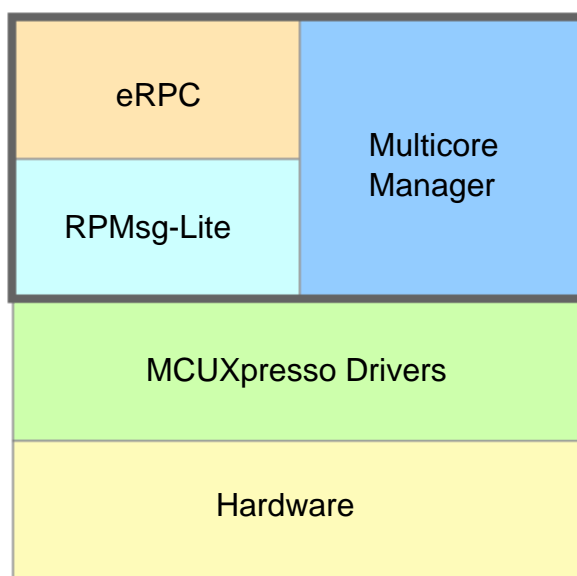 eRPC
Multicore
Manager
RPMsg-Lite
MCUXpresso Drivers
Hardware